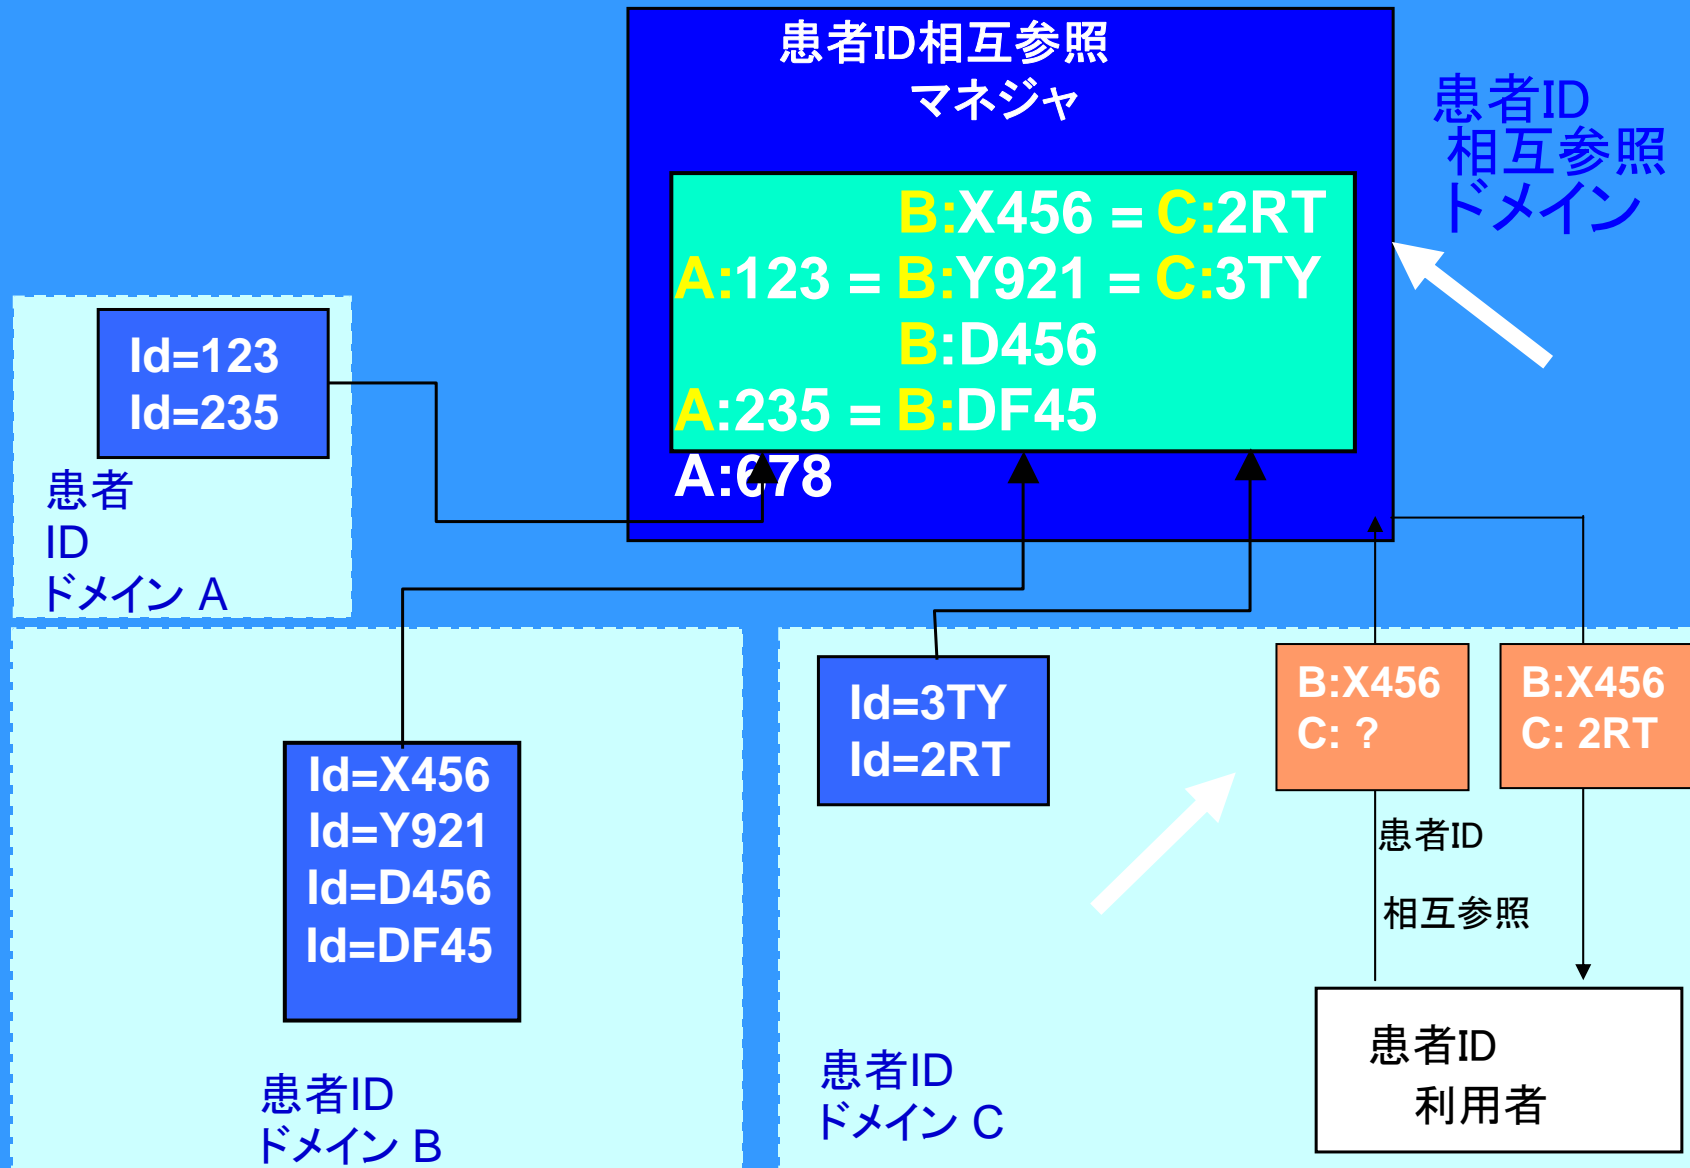 患者ID相互参照
マネジャ
患者ID
相互参照
ドメイン
B:X456 = C:2RT
A:123 = B:Y921 = C:3TY
B:D456
A:235 = B:DF45
A:678
Id=123
Id=235
患者
ID
ドメイン A
Id=X456
Id=Y921
Id=D456
Id=DF45
患者ID
ドメイン B
Id=3TY
Id=2RT
患者ID
ドメイン C
B:X456
C: ?
B:X456
C: 2RT
患者ID
相互参照
患者ID
利用者